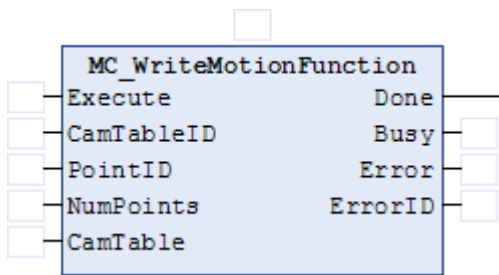 MC_WriteMotionFunction
Execute Done
CamTableID Busy
PointID Error
NumPoints ErrorID
CamTable